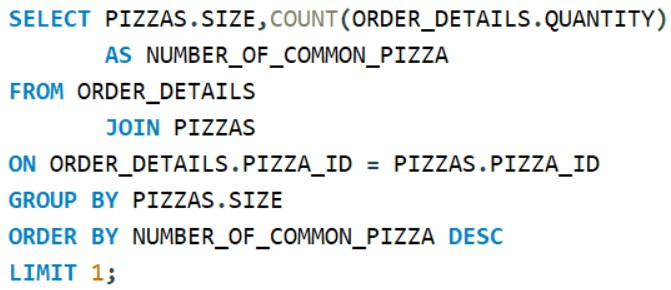 SELECT PIZZAS.SIZE,COUNT(ORDER_DETAILS.QUANTITY)
AS NUMBER_OF_COMMON_PIZZA
FROM ORDER_DETAILS
JOIN PIZZAS
ON ORDER_DETAILS.PIZZA_ID = PIZZAS.PIZZA_ID
GROUP BY PIZZAS.SIZE
ORDER BY NUMBER_OF_COMMON_PIZZA DESC
LIMIT 1;